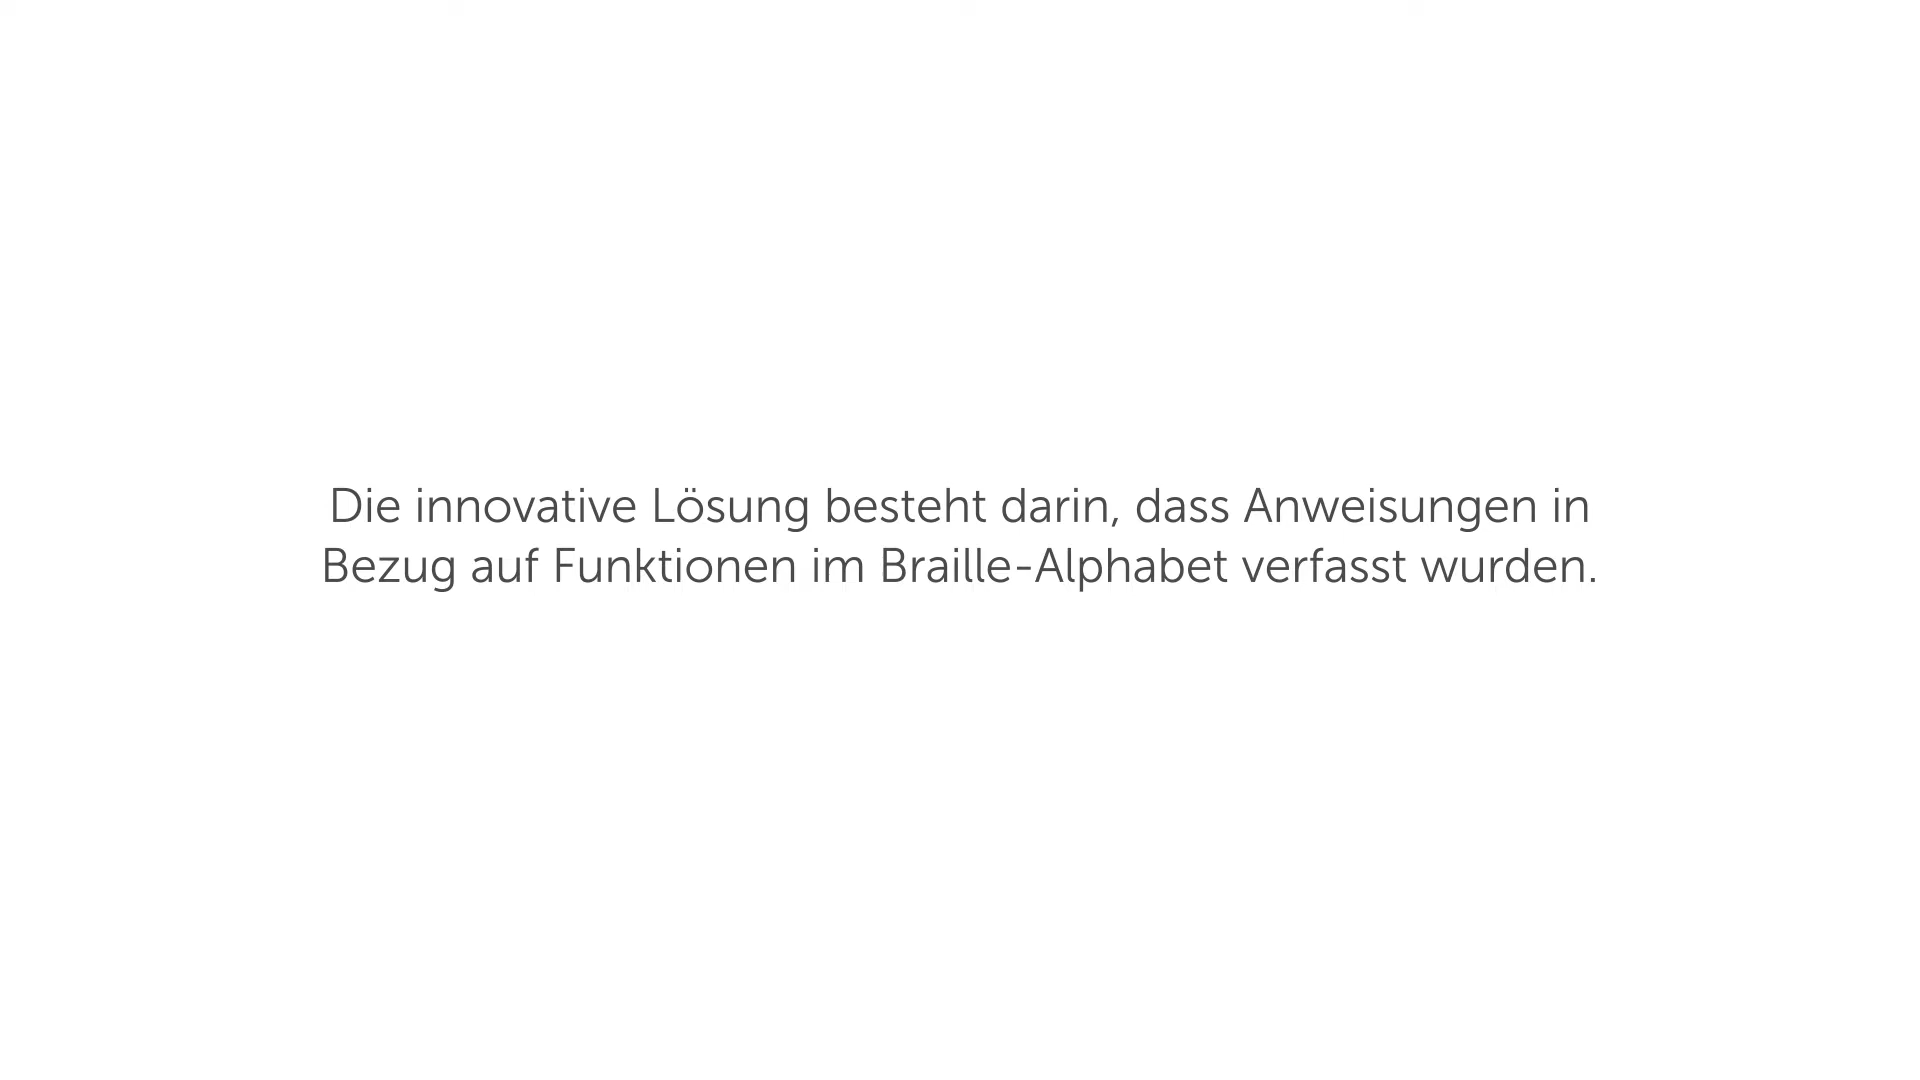 Die innovative Lösung besteht darin, dass Anweisungen in
Bezug auf Funktionen im Braille-Alphabet verfasst wurden.